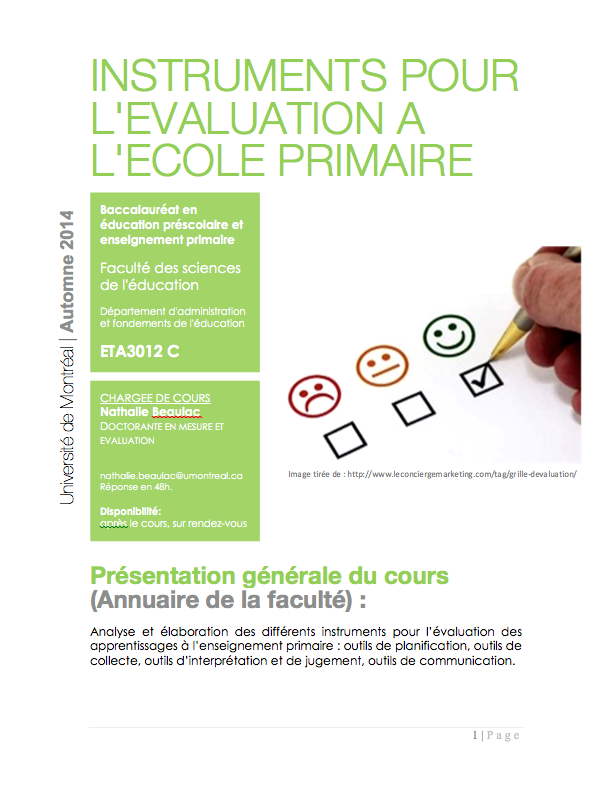 INSTRUMENTS POUR
L'EVALUATION A
L'ECOLE PRIMAIRE
Université de Montréal | Automne 2014
Baccalauréat en
éducation préscolaire et
enseignement primaire
Faculté des sciences
de l'éducation
Département d'administration
et fondements de l'éducation
ETA3012 C
CHARGEE DE COURS
Nathalie Beaulac
DOCTORANTE EN MESURE ET
EVALUATION
nathalie.beaulac@umontreal.ca
Réponse en 48h.
Disponibilité:
après le cours, sur rendez-vous
Image tirée de : http://www.leconciergemarketing.com/tag/grille-devaluation/
Présentation générale du cours
(Annuaire de la faculté) :
Analyse et élaboration des différents instruments pour l'évaluation des
apprentissages à l'enseignement primaire : outils de planification, outils de
collecte, outils d'interprétation et de jugement, outils de communication.
1 | Page